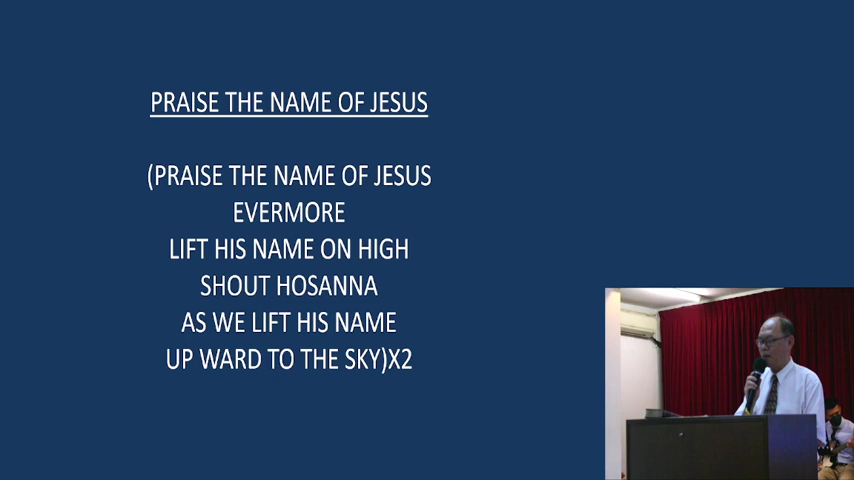 PRAISE THE NAME OF JESUS
(PRAISE THE NAME OF JESUS
EVERMORE
LIFT HIS NAME ON HIGH
SHOUT HOSANNA
AS WE LIFT HIS NAME
UP WARD TO THE SKY)X2